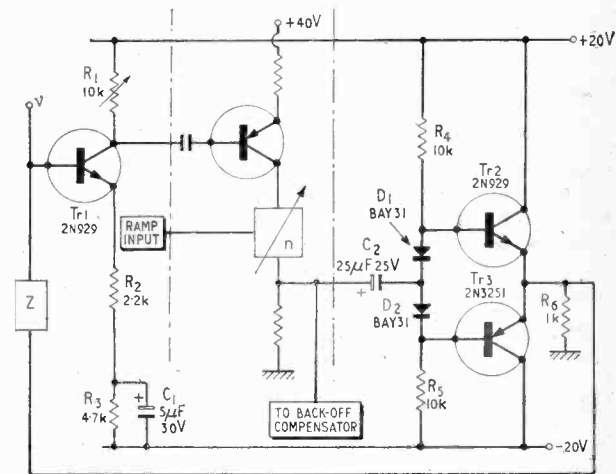 +40V
+20V
R1
10k
v
Tr1
2N929
R2
2·2k
Z
R3
4·7k
+
C1
5μF
30V
RAMP
INPUT
n
TO BACK-OFF
COMPENSATOR
R4
10k
D1
BAY31
C2
25μF 25V
+
D2
BAY31
R5
10k
Tr2
2N929
Tr3
2N3251
R6
1k
-20V